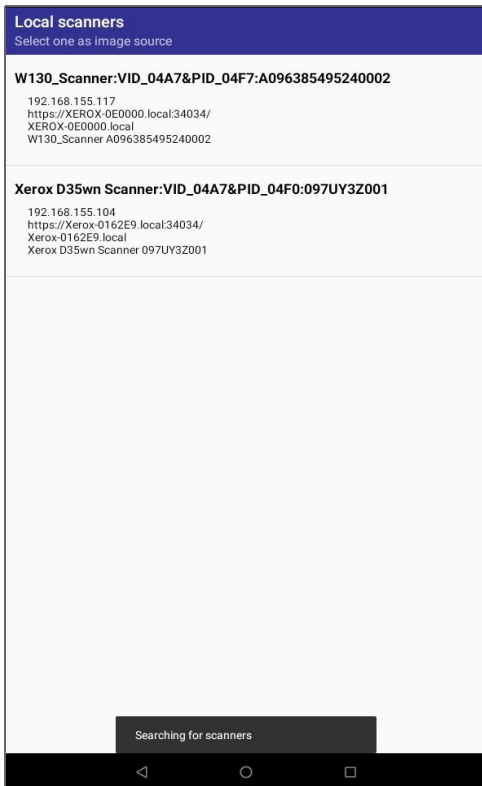 Local scanners
Select one as image source
W130_Scanner:VID_04A7&PID_04F7:A096385495240002
192.168.155.117
https://XEROX-0E0000.local:34034/
XEROX-0E0000.local
W130_Scanner A096385495240002
Xerox D35wn Scanner:VID_04A7&PID_04F0:097UY3Z001
192.168.155.104
https://Xerox-0162E9.local:34034/
Xerox-0162E9.local
Xerox D35wn Scanner 097UY3Z001
Searching for scanners